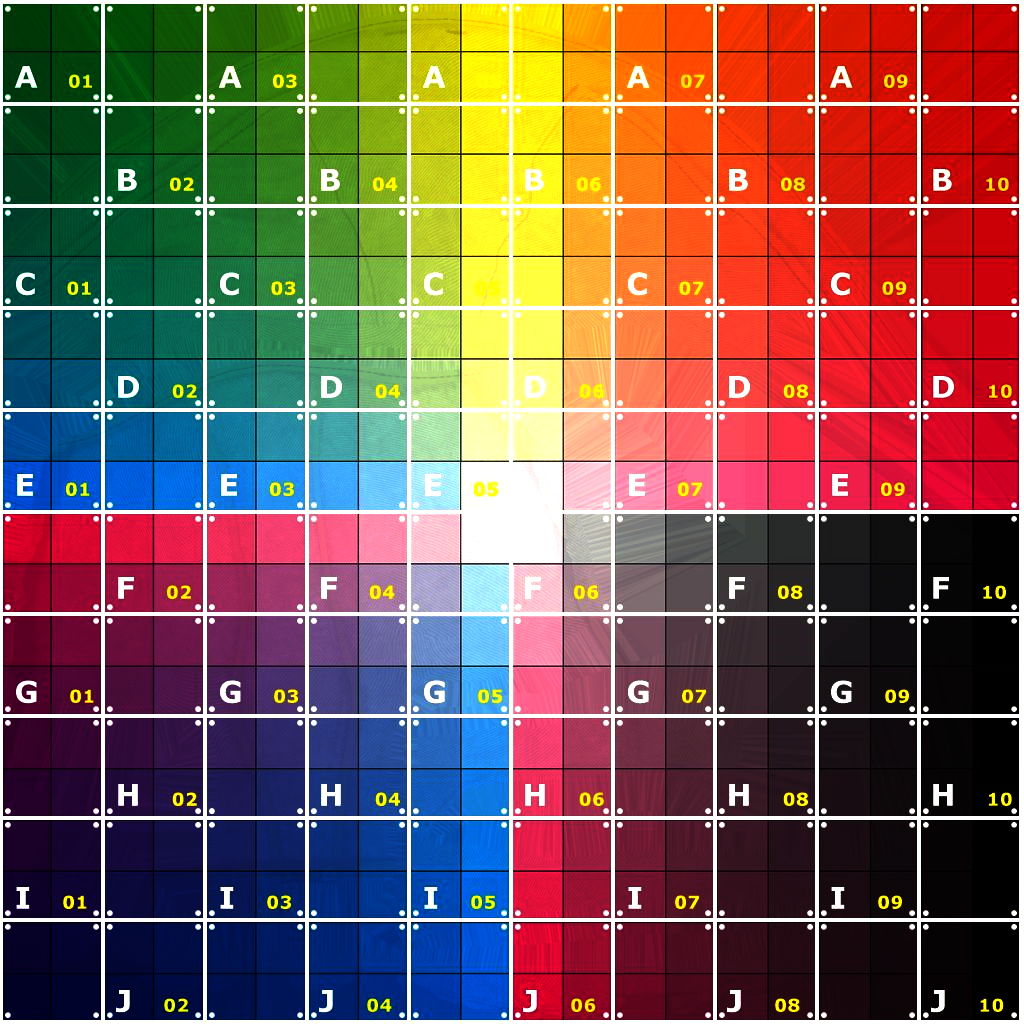 A 01 A 03 A A 07 A 09
B 02 B 04 B 06 B 08 B 10
C 01 C 03 C 05 C 07 C 09
D 02 D 04 D 06 D 08 D 10
E 01 E 03 E 05 E 07 E 09
F 02 F 04 F 06 F 08 F 10
G 01 G 03 G 05 G 07 G 09
H 02 H 04 H 06 H 08 H 10
I 01 I 03 I 05 I 07 I 09
J 02 J 04 J 06 J 08 J 10